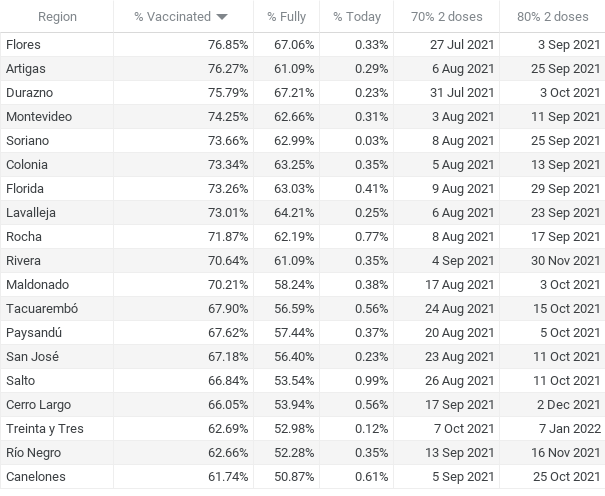 Region % Vaccinated % Fully % Today 70% 2 doses 80% 2 doses
Flores 76.85% 67.06% 0.33% 27 Jul 2021 3 Sep 2021
Artigas 76.27% 61.09% 0.29% 6 Aug 2021 25 Sep 2021
Durazno 75.79% 67.21% 0.23% 31 Jul 2021 3 Oct 2021
Montevideo 74.25% 62.66% 0.31% 3 Aug 2021 11 Sep 2021
Soriano 73.66% 62.99% 0.03% 8 Aug 2021 25 Sep 2021
Colonia 73.34% 63.25% 0.35% 5 Aug 2021 13 Sep 2021
Florida 73.26% 63.03% 0.41% 9 Aug 2021 29 Sep 2021
Lavalleja 73.01% 64.21% 0.25% 6 Aug 2021 23 Sep 2021
Rocha 71.87% 62.19% 0.77% 8 Aug 2021 17 Sep 2021
Rivera 70.64% 61.09% 0.35% 4 Sep 2021 30 Nov 2021
Maldonado 70.21% 58.24% 0.38% 17 Aug 2021 3 Oct 2021
Tacuarembó 67.90% 56.59% 0.56% 24 Aug 2021 15 Oct 2021
Paysandú 67.62% 57.44% 0.37% 20 Aug 2021 5 Oct 2021
San José 67.18% 56.40% 0.23% 23 Aug 2021 11 Oct 2021
Salto 66.84% 53.54% 0.99% 26 Aug 2021 11 Oct 2021
Cerro Largo 66.05% 53.94% 0.56% 17 Sep 2021 2 Dec 2021
Treinta y Tres 62.69% 52.98% 0.12% 7 Oct 2021 7 Jan 2022
Río Negro 62.66% 52.28% 0.35% 13 Sep 2021 16 Nov 2021
Canelones 61.74% 50.87% 0.61% 5 Sep 2021 25 Oct 2021